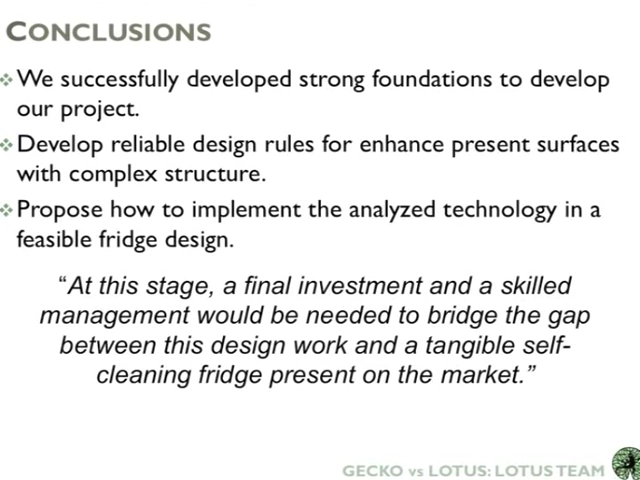 CONCLUSIONS
We successfully developed strong foundations to develop
our project.
Develop reliable design rules for enhance present surfaces
with complex structure.
Propose how to implement the analyzed technology in a
feasible fridge design.
“At this stage, a final investment and a skilled
management would be needed to bridge the gap
between this design work and a tangible self-
cleaning fridge present on the market.”
GECKO vs LOTUS: LOTUS TEAM